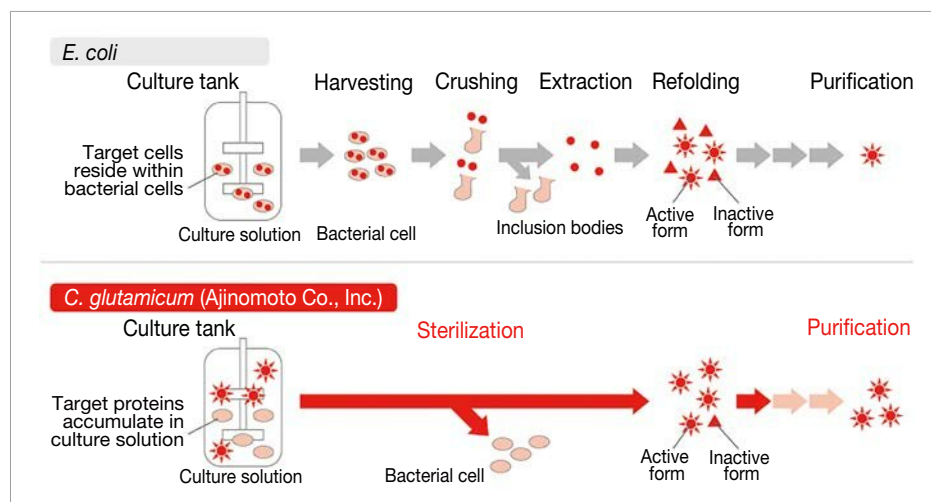 E. coli
Culture tank
Harvesting
Crushing
Extraction
Refolding
Purification
Target cells
reside within
bacterial cells
Culture solution
Bacterial cell
Inclusion bodies
Active
form
Inactive
form
C. glutamicum (Ajinomoto Co., Inc.)
Culture tank
Sterilization
Purification
Target proteins
accumulate in
culture solution
Culture solution
Bacterial cell
Active
form
Inactive
form